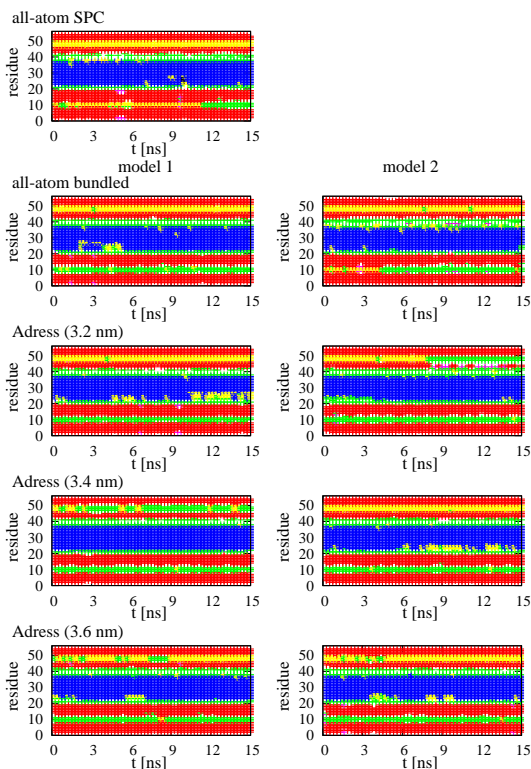 all-atom SPC
residue
50
40
30
20
10
0
0 3 6 9 12 15
t [ns]
model 1 model 2
all-atom bundled
residue residue
50 50
40 40
30 30
20 20
10 10
0 0
0 3 6 9 12 15 0 3 6 9 12 15
t [ns] t [ns]
Adress (3.2 nm)
residue residue
50 50
40 40
30 30
20 20
10 10
0 0
0 3 6 9 12 15 0 3 6 9 12 15
t [ns] t [ns]
Adress (3.4 nm)
residue residue
50 50
40 40
30 30
20 20
10 10
0 0
0 3 6 9 12 15 0 3 6 9 12 15
t [ns] t [ns]
Adress (3.6 nm)
residue residue
50 50
40 40
30 30
20 20
10 10
0 0
0 3 6 9 12 15 0 3 6 9 12 15
t [ns] t [ns]